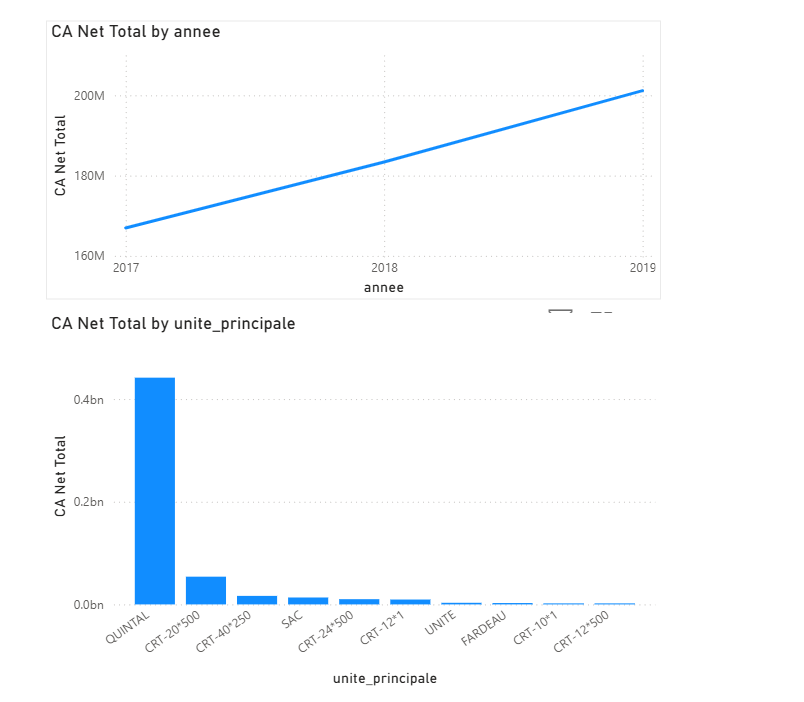 CA Net Total by annee
CA Net Total
200M
180M
160M
2017 2018 2019
annee
CA Net Total by unite_principale
CA Net Total
0.4bn
0.2bn
0.0bn
QUINTAL CRT-20*500 CRT-40*250 SAC CRT-24*500 CRT-12*1 UNITE FARDEAU CRT-10*1 CRT-12*500
unite_principale